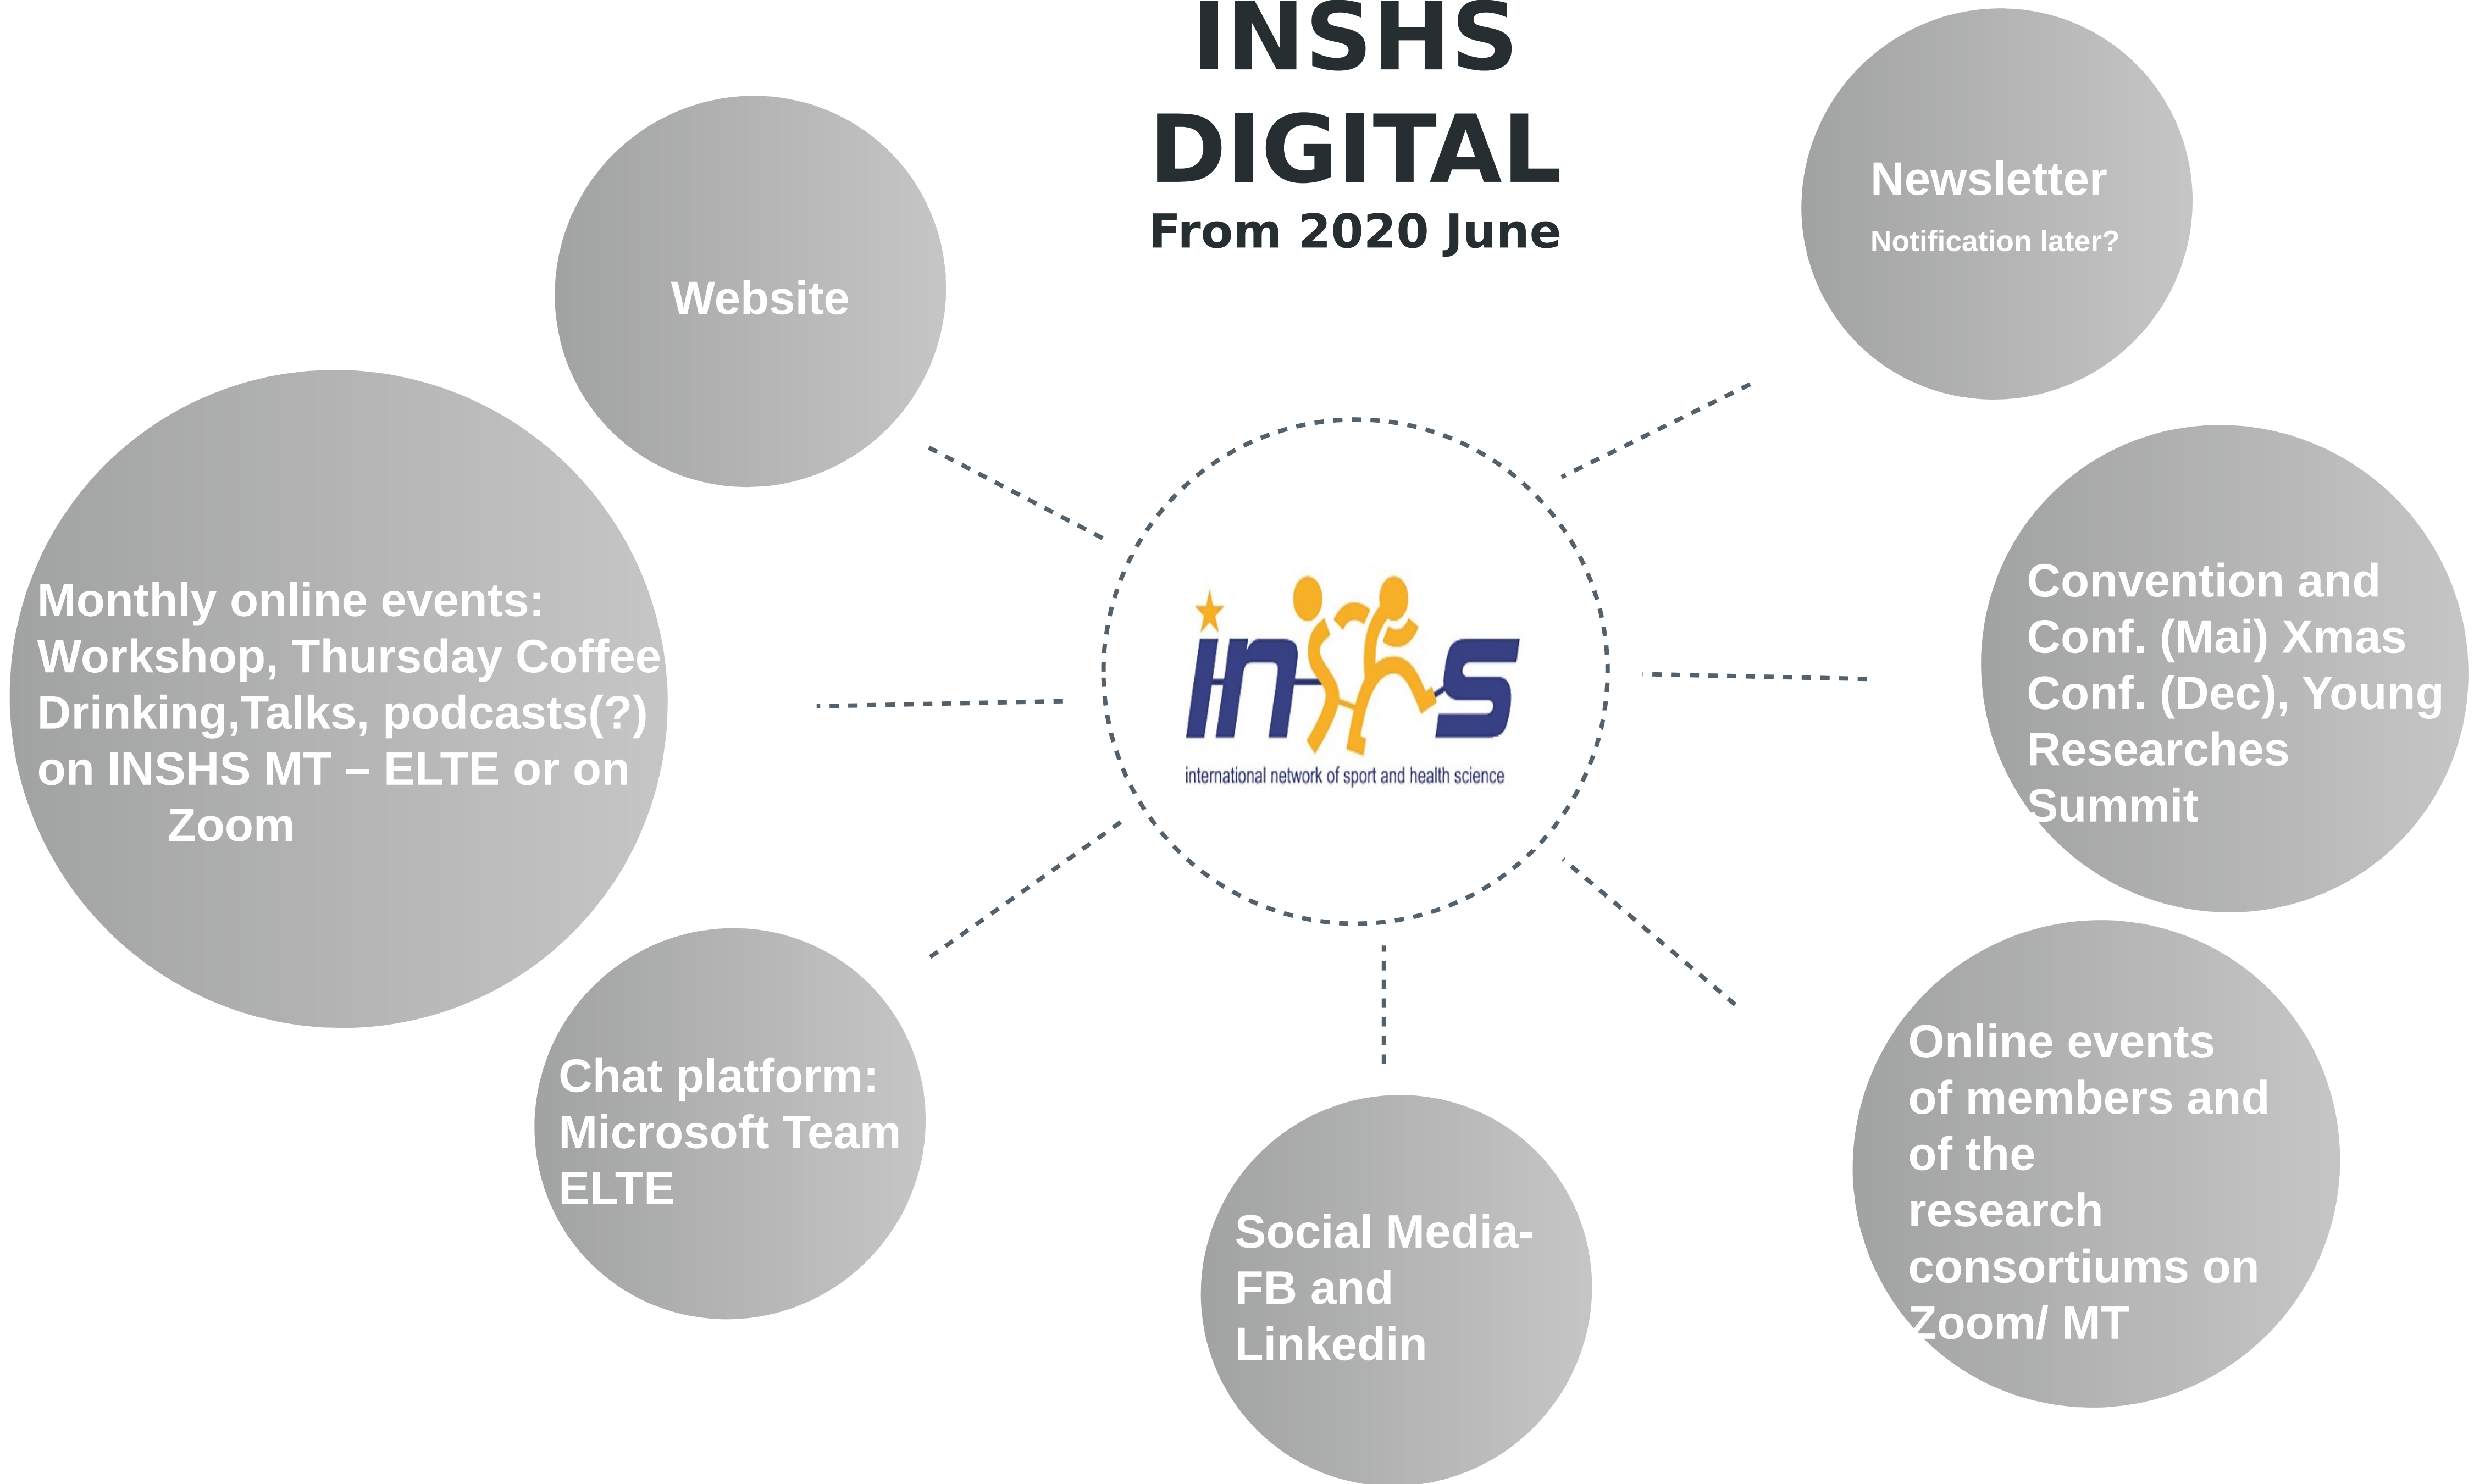 INSHS
DIGITAL
From 2020 June
Website
Newsletter
Notification later?
Monthly online events:
Workshop, Thursday Coffee
Drinking,Talks, podcasts(?)
on INSHS MT – ELTE or on
Zoom
inshs
international network of sport and health science
Convention and
Conf. (Mai) Xmas
Conf. (Dec), Young
Researches
Summit
Chat platform:
Microsoft Team
ELTE
Social Media-
FB and
Linkedin
Online events
of members and
of the
research
consortiums on
Zoom/ MT